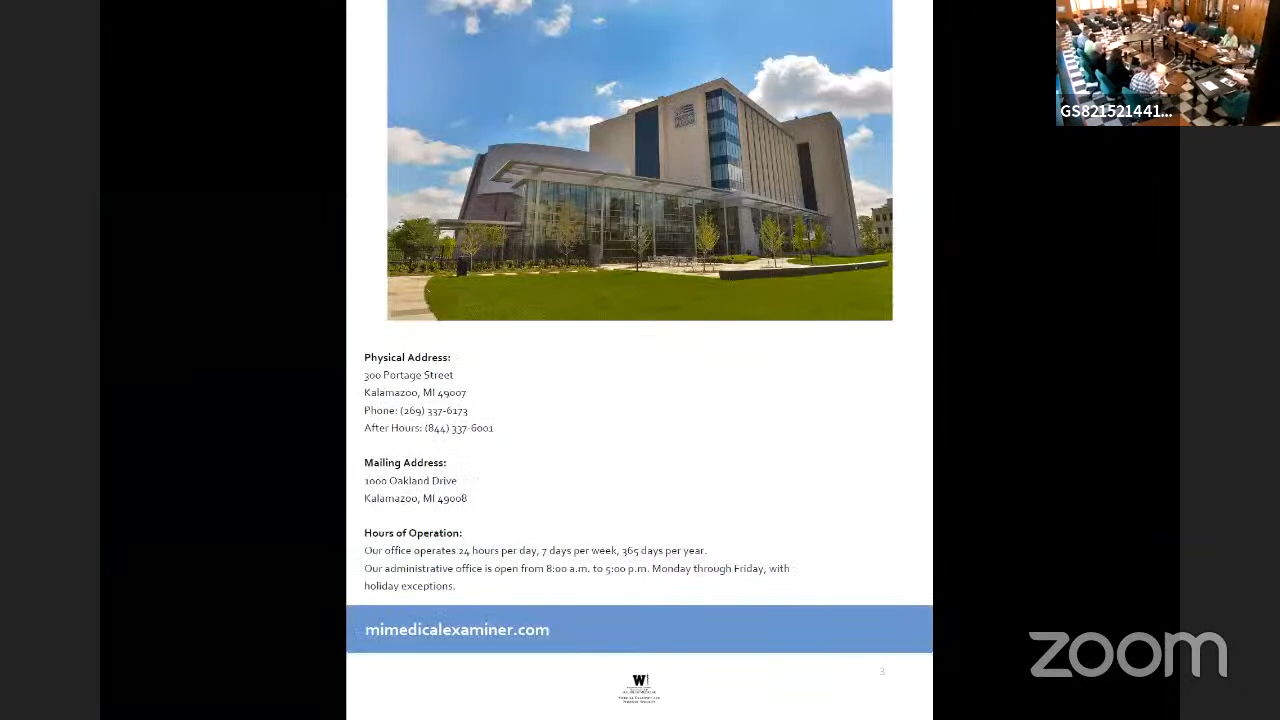 GS821521441...
Physical Address:
300 Portage Street
Kalamazoo, MI 49007
Phone: (269) 337-6173
After Hours: (844) 337-6001
Mailing Address:
1000 Oakland Drive
Kalamazoo, MI 49008
Hours of Operation:
Our office operates 24 hours per day, 7 days per week, 365 days per year.
Our administrative office is open from 8:00 a.m. to 5:00 p.m. Monday through Friday, with
holiday exceptions.
mimedicalexaminer.com
zoom
3
W